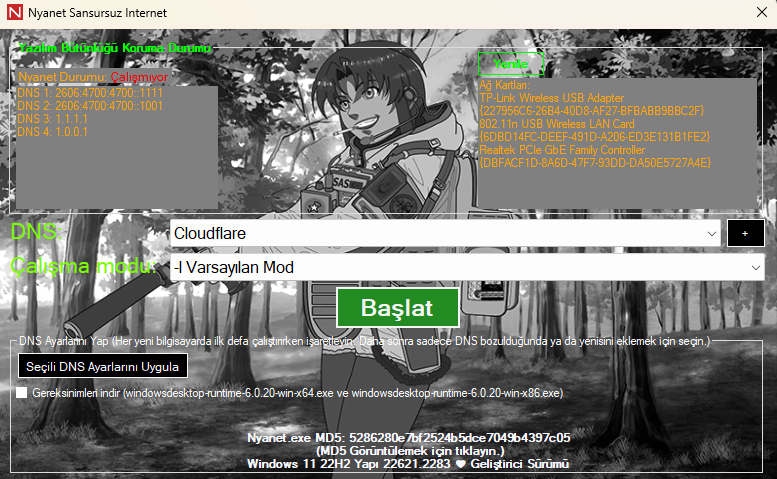 Nyanet Sansursuz Internet
Yazılım Bütünlüğü Koruma Durumu
Yenile
Nyanet Durumu: Çalışmıyor
DNS 1: 2606:4700:4700::1111
DNS 2: 2606:4700:4700::1001
DNS 3: 1.1.1.1
DNS 4: 1.0.0.1
Ağ Kartları:
TP-Link Wireless USB Adapter
{227956C6-26B4-40D8-AF27-BFBABB9BBC2F}
802.11n USB Wireless LAN Card
{6DBD14FC-DEEF-491D-A206-ED3E131B1FE2}
Realtek PCIe GbE Family Controller
{DBFACF1D-8A6D-47F7-93DD-DA50E5727A4E}
SAS
DNS: Cloudflare +
Çalışma modu: -l Varsayılan Mod
Başlat
DNS Ayarlarını Yap (Her yeni bilgisayarda ilk defa çalıştırırken işaretleyin. Daha sonra sadece DNS bozulduğunda ya da yenisini eklemek için seçin.)
Seçili DNS Ayarlarını Uygula
Gereksinimleri indir (windowsdesktop-runtime-6.0.20-win-x64.exe ve windowsdesktop-runtime-6.0.20-win-x86.exe)
Nyanet.exe MD5: 5286280e7bf2524b5dce7049b4397c05
(MD5 Görüntülemek için tıklayın.)
Windows 11 22H2 Yapı 22621.2283 ♥ Geliştirici Sürümü